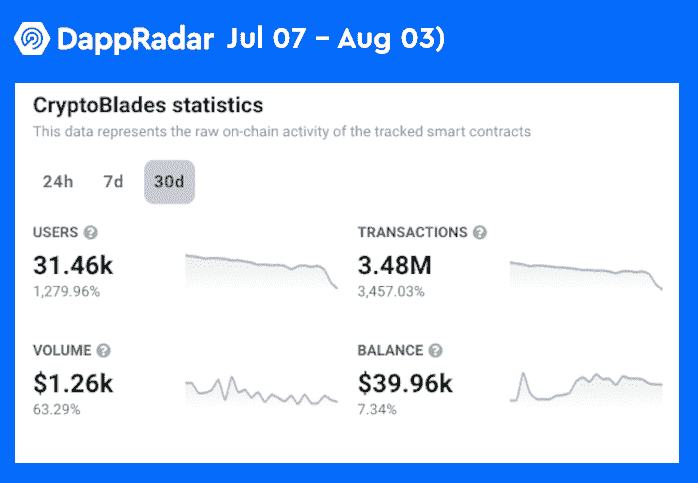 DappRadar Jul 07 – Aug 03)
CryptoBlades statistics
This data represents the raw on-chain activity of the tracked smart contracts
24h 7d 30d
USERS ?
31.46k
1,279.96%
TRANSACTIONS ?
3.48M
3,457.03%
VOLUME ?
$1.26k
63.29%
BALANCE ?
$39.96k
7.34%